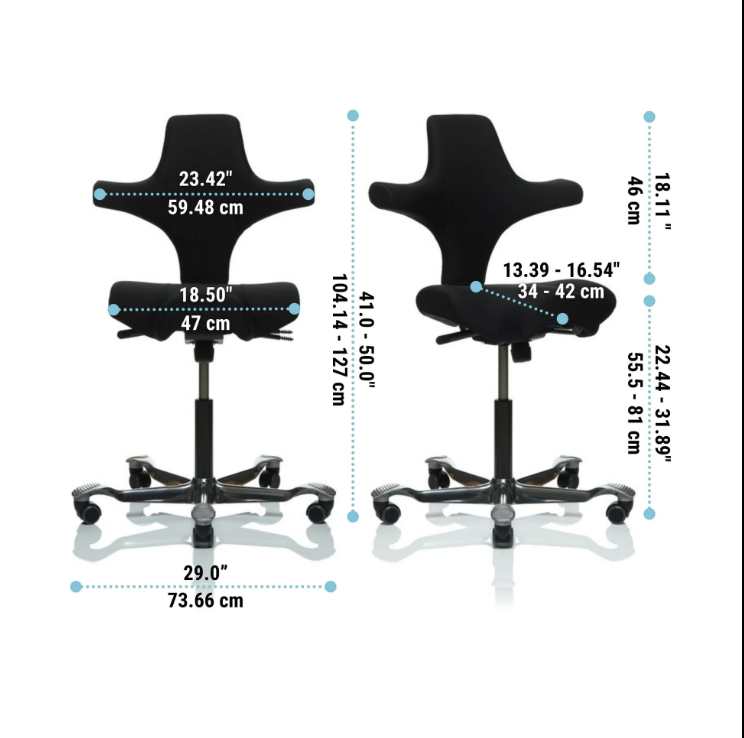 23.42"
59.48 cm
18.50"
47 cm
41.0 - 50.0"
104.14 - 127 cm
29.0”
73.66 cm
18.11 "
46 cm
13.39 - 16.54"
34 - 42 cm
22.44 - 31.89"
55.5 - 81 cm